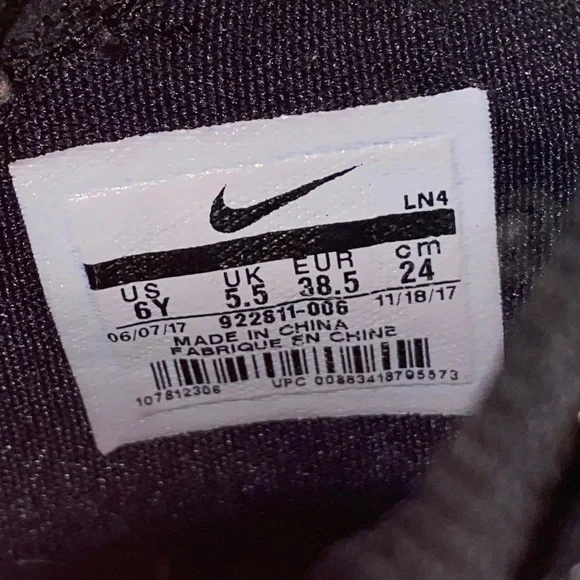 LN4
US UK EUR cm
6Y 5.5 38.5 24
06/07/17 922811-006 11/18/17
MADE IN CHINA
FABRIQUE EN CHINE
107812306 UPC 00883418795573